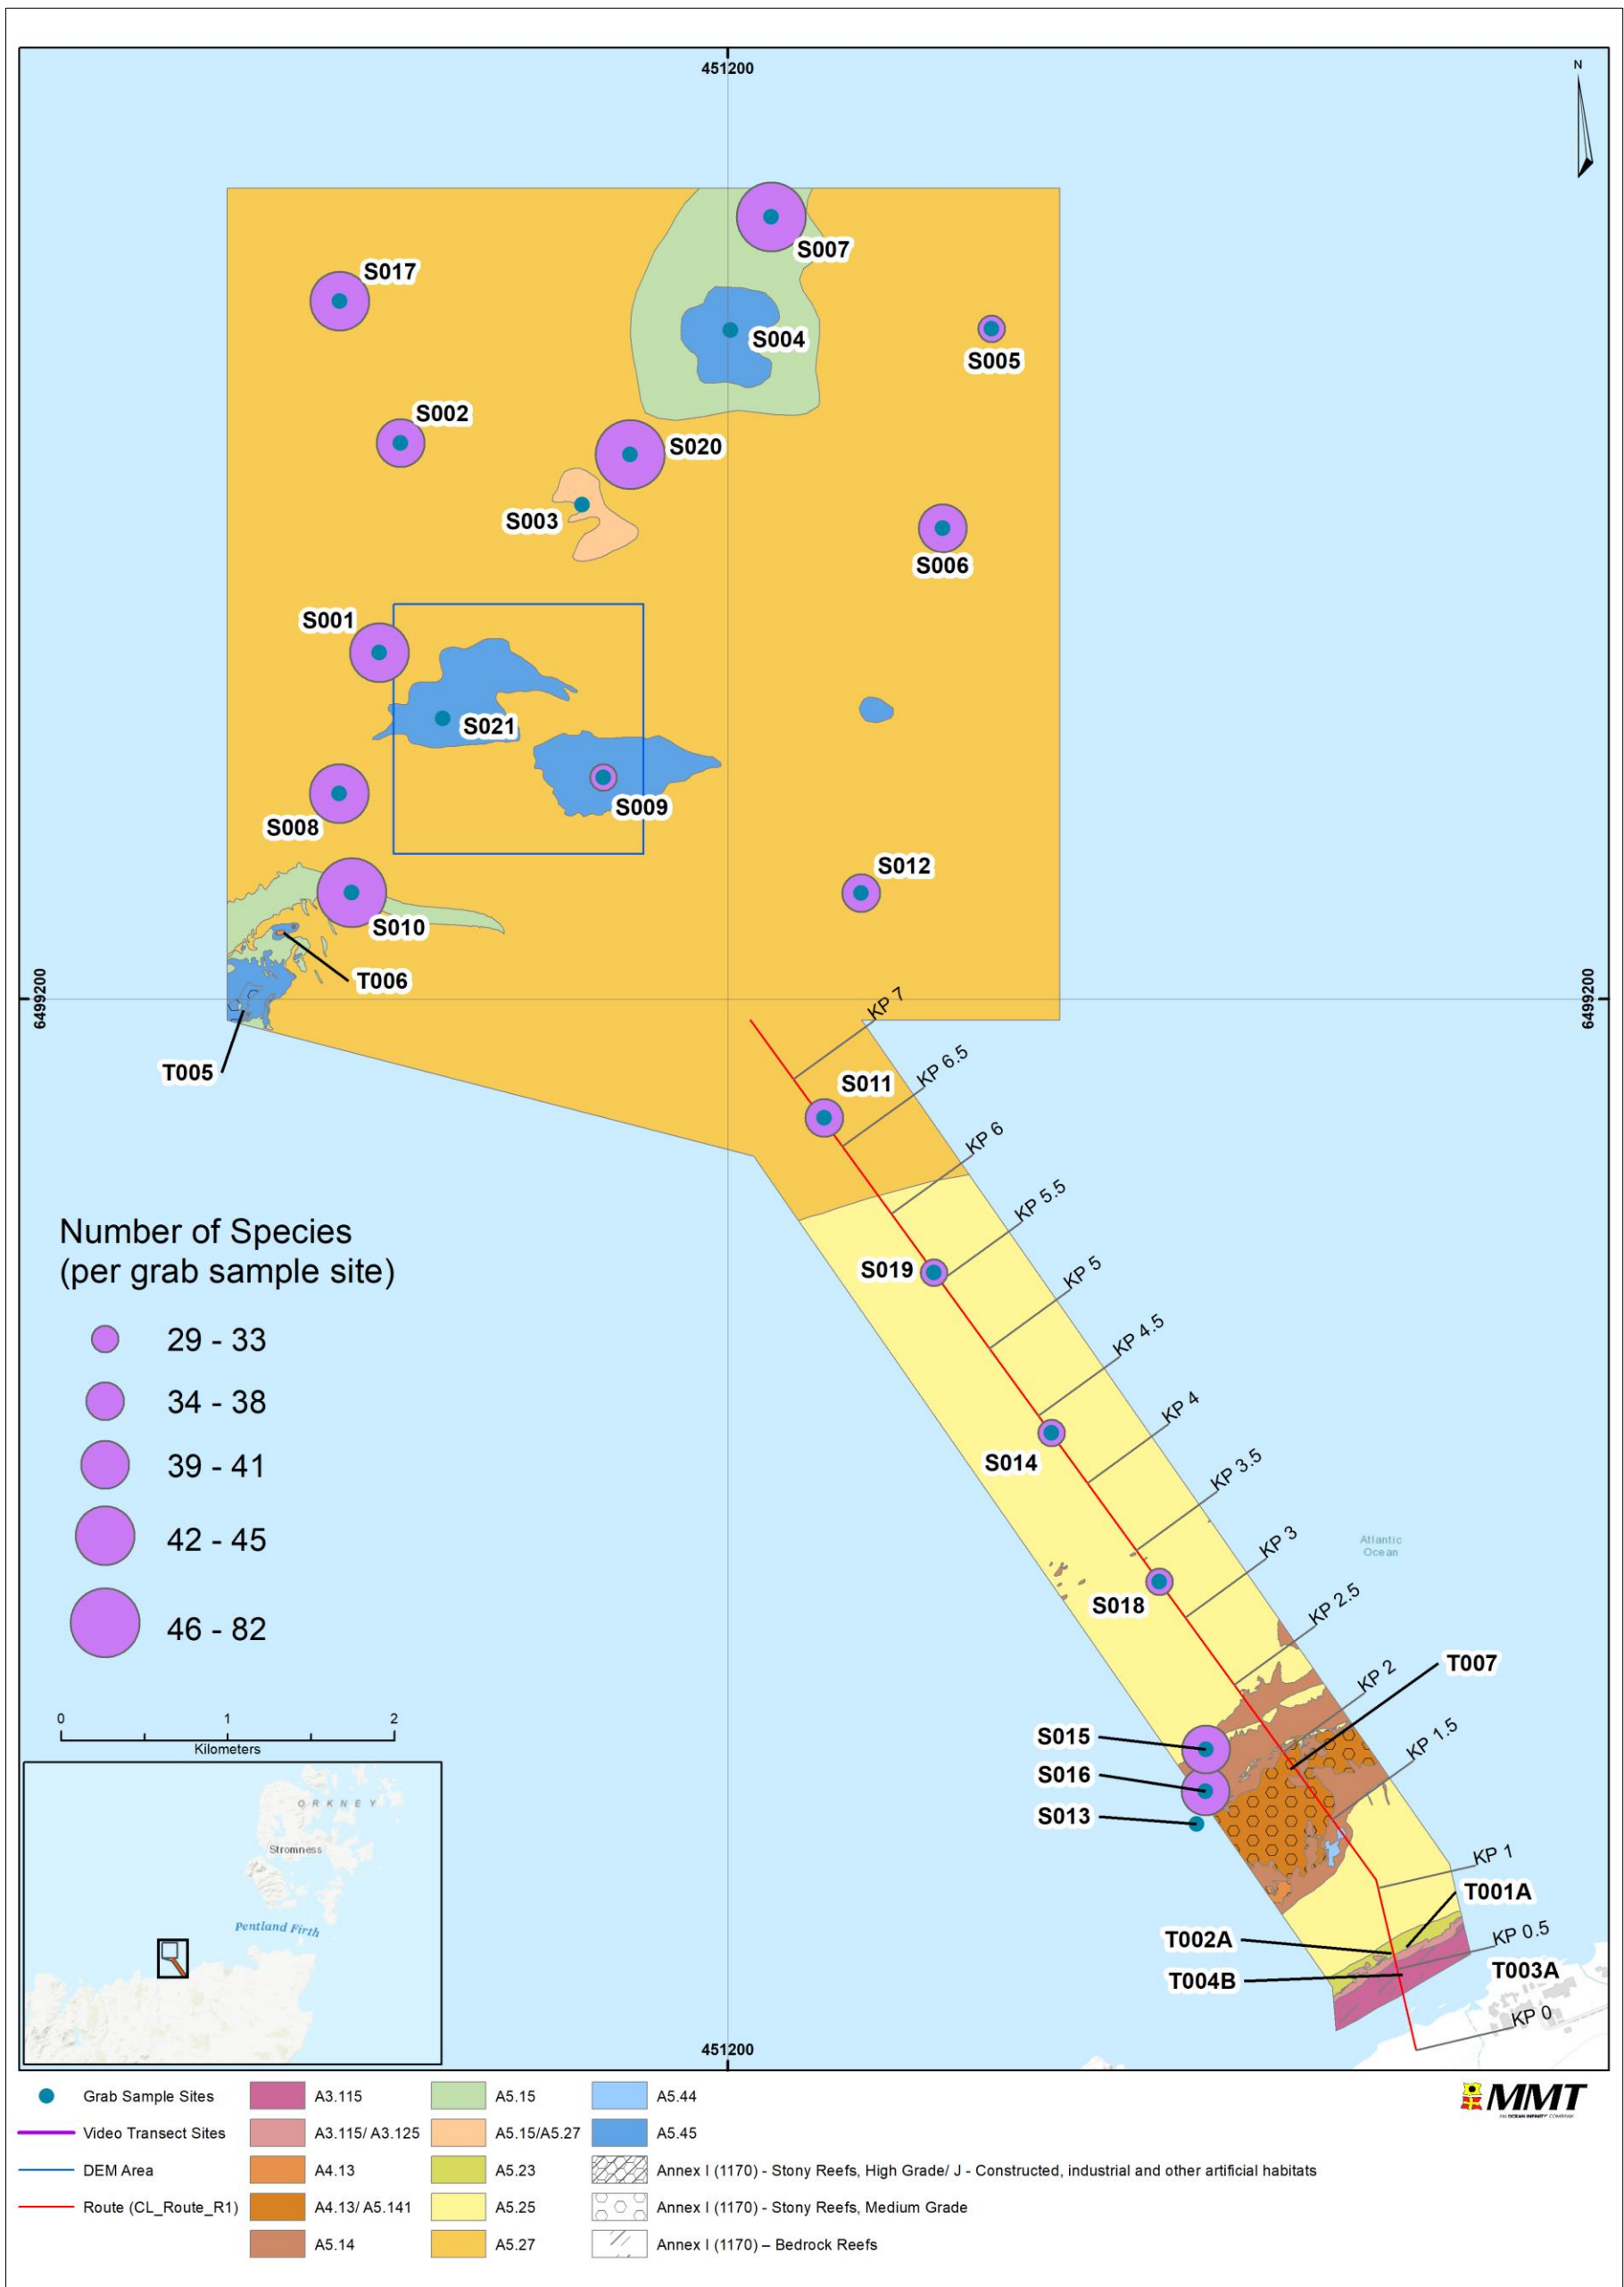 451200
N
S007
S017
S004
S005
S002
S020
S003
S006
S001
S021
S009
S008
S012
S010
T006
6499200
6499200
KP 7
T005
KP 6.5
S011
KP 6
KP 5.5
Number of Species
(per grab sample site)
S019
KP 5
29 - 33
KP 4.5
34 - 38
KP 4
39 - 41
S014
KP 3.5
42 - 45
Atlantic
Ocean
KP 3
46 - 82
S018
KP 2.5
T007
KP 2
0 1 2
Kilometers
S015
KP 1.5
S016
S013
ORKNEY
Stromness
Pentland Firth
KP 1
T001A
T002A
KP 0.5
T004B
T003A
KP 0
451200
Grab Sample Sites
Video Transect Sites
DEM Area
Route (CL_Route_R1)
A3.115
A3.115/ A3.125
A4.13
A4.13/ A5.141
A5.14
A5.15
A5.15/A5.27
A5.23
A5.25
A5.27
A5.44
A5.45
Annex I (1170) - Stony Reefs, High Grade/ J - Constructed, industrial and other artificial habitats
Annex I (1170) - Stony Reefs, Medium Grade
Annex I (1170) – Bedrock Reefs
MMT
AN OCEAN INFINITY COMPANY